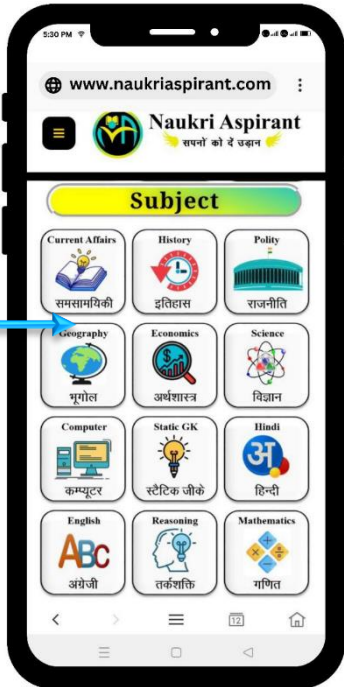 5:30 PM
www.naukriaspirant.com
Naukri Aspirant
सपनों को दें उड़ान
Subject
Current Affairs History Polity
समसामयिकी इतिहास राजनीति
Geography Economics Science
भूगोल अर्थशास्त्र विज्ञान
Computer Static GK Hindi
अ
कम्प्यूटर स्टैटिक जीके हिन्दी
English Reasoning Mathematics
ABC
अंग्रेजी तर्कशक्ति गणित
12